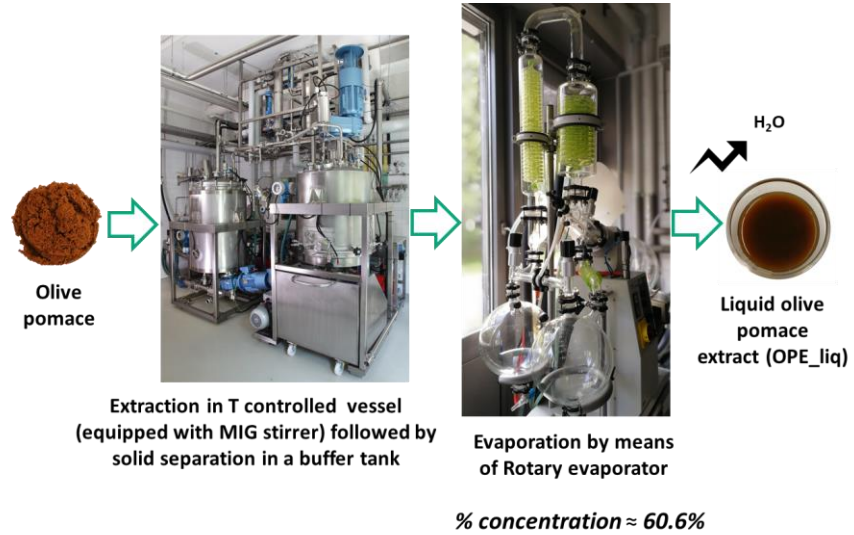 Olive
pomace
Extraction in T controlled vessel
(equipped with MIG stirrer) followed by
solid separation in a buffer tank
Evaporation by means
of Rotary evaporator
% concentration ≈ 60.6%
H₂O
Liquid olive
pomace
extract (OPE_liq)